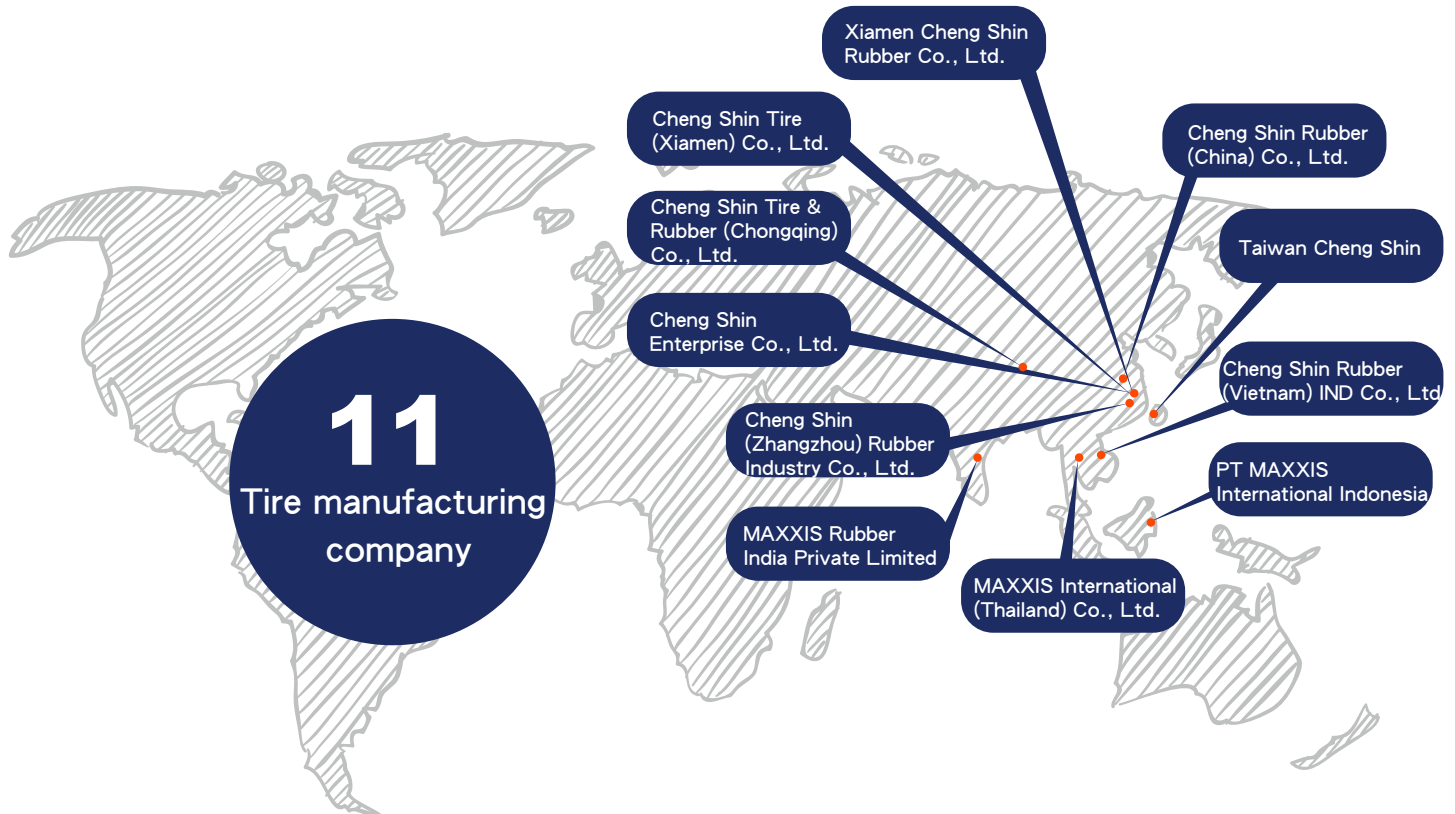 Xiamen Cheng Shin
Rubber Co., Ltd.
Cheng Shin Tire
(Xiamen) Co., Ltd.
Cheng Shin Rubber
(China) Co., Ltd.
Cheng Shin Tire &
Rubber (Chongqing)
Co., Ltd.
Taiwan Cheng Shin
Cheng Shin
Enterprise Co., Ltd.
Cheng Shin Rubber
(Vietnam) IND Co., Ltd
11
Tire manufacturing
company
Cheng Shin
(Zhangzhou) Rubber
Industry Co., Ltd.
PT MAXXIS
International Indonesia
MAXXIS Rubber
India Private Limited
MAXXIS International
(Thailand) Co., Ltd.